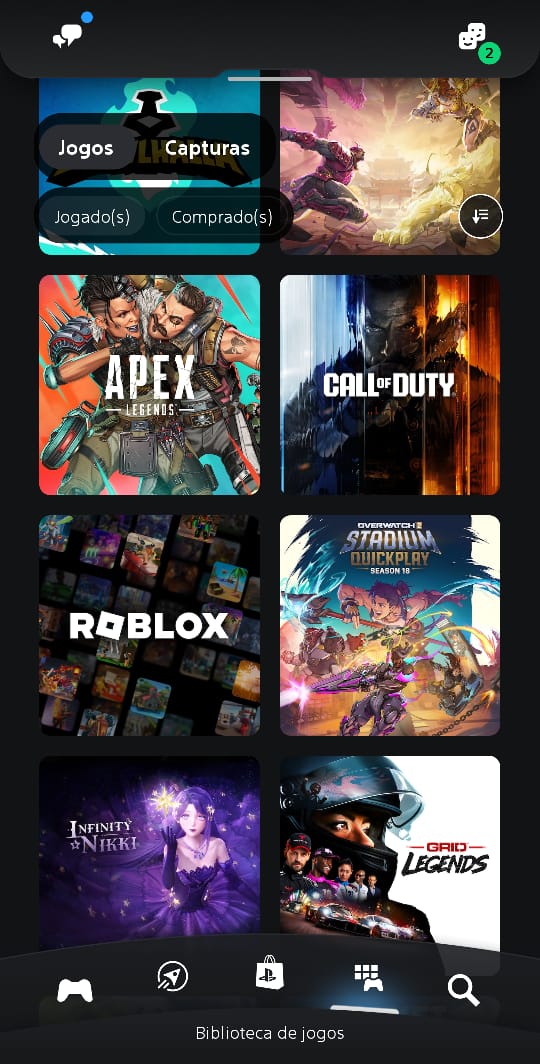 2
Jogos
Capturas
Jogado(s)
Comprado(s)
APEX
LEGENDS
CALL OF DUTY
ROBLOX
OVERWATCH 2
STADIUM
QUICKPLAY
SEASON 18
INFINITY
NIKKI
GRID
LEGENDS
Biblioteca de jogos